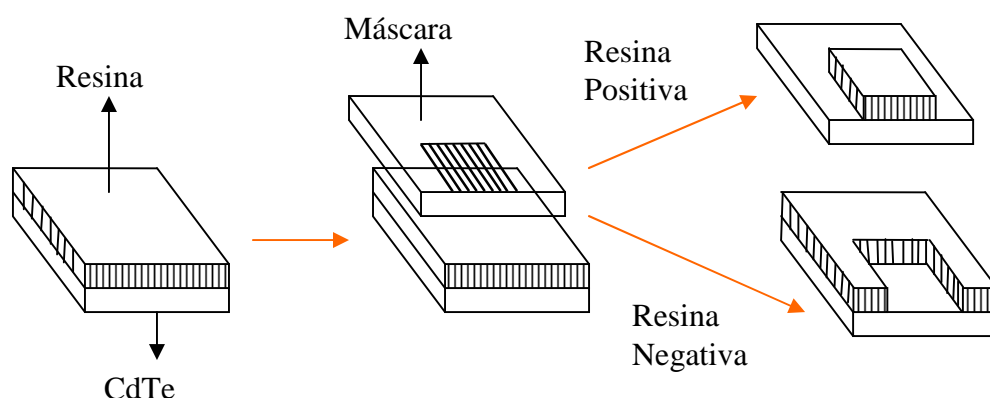 Resina
CdTe
Máscara
Resina
Positiva
Resina
Negativa